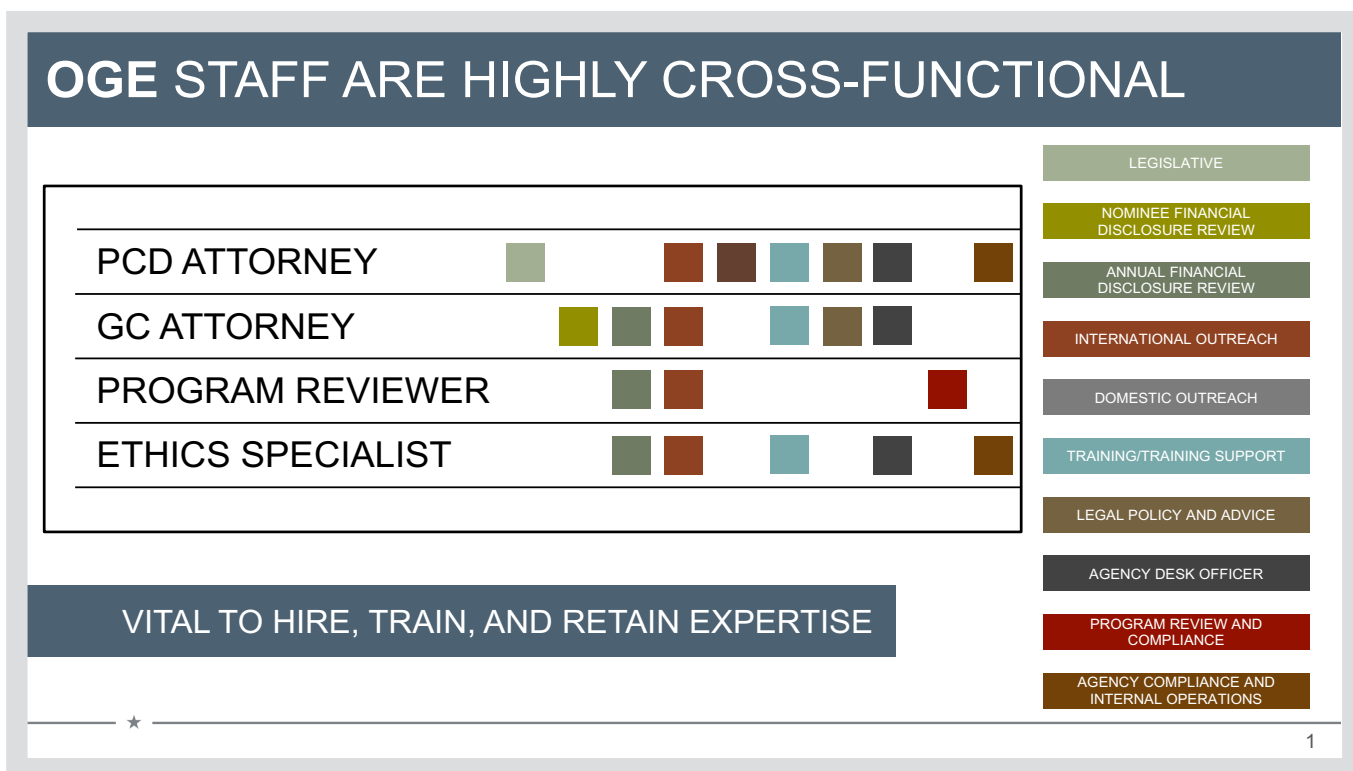 OGE STAFF ARE HIGHLY CROSS-FUNCTIONAL
PCD ATTORNEY
GC ATTORNEY
PROGRAM REVIEWER
ETHICS SPECIALIST
LEGISLATIVE
NOMINEE FINANCIAL
DISCLOSURE REVIEW
ANNUAL FINANCIAL
DISCLOSURE REVIEW
INTERNATIONAL OUTREACH
DOMESTIC OUTREACH
TRAINING/TRAINING SUPPORT
LEGAL POLICY AND ADVICE
AGENCY DESK OFFICER
PROGRAM REVIEW AND
COMPLIANCE
AGENCY COMPLIANCE AND
INTERNAL OPERATIONS
VITAL TO HIRE, TRAIN, AND RETAIN EXPERTISE
1